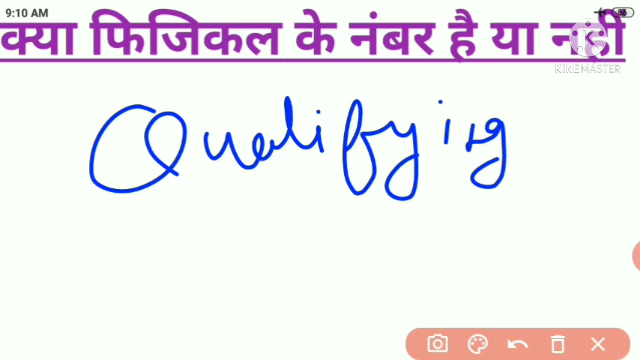 9:10 AM
क्या फिजिकल के नंबर है या नही
KINEMASTER
Qualifying